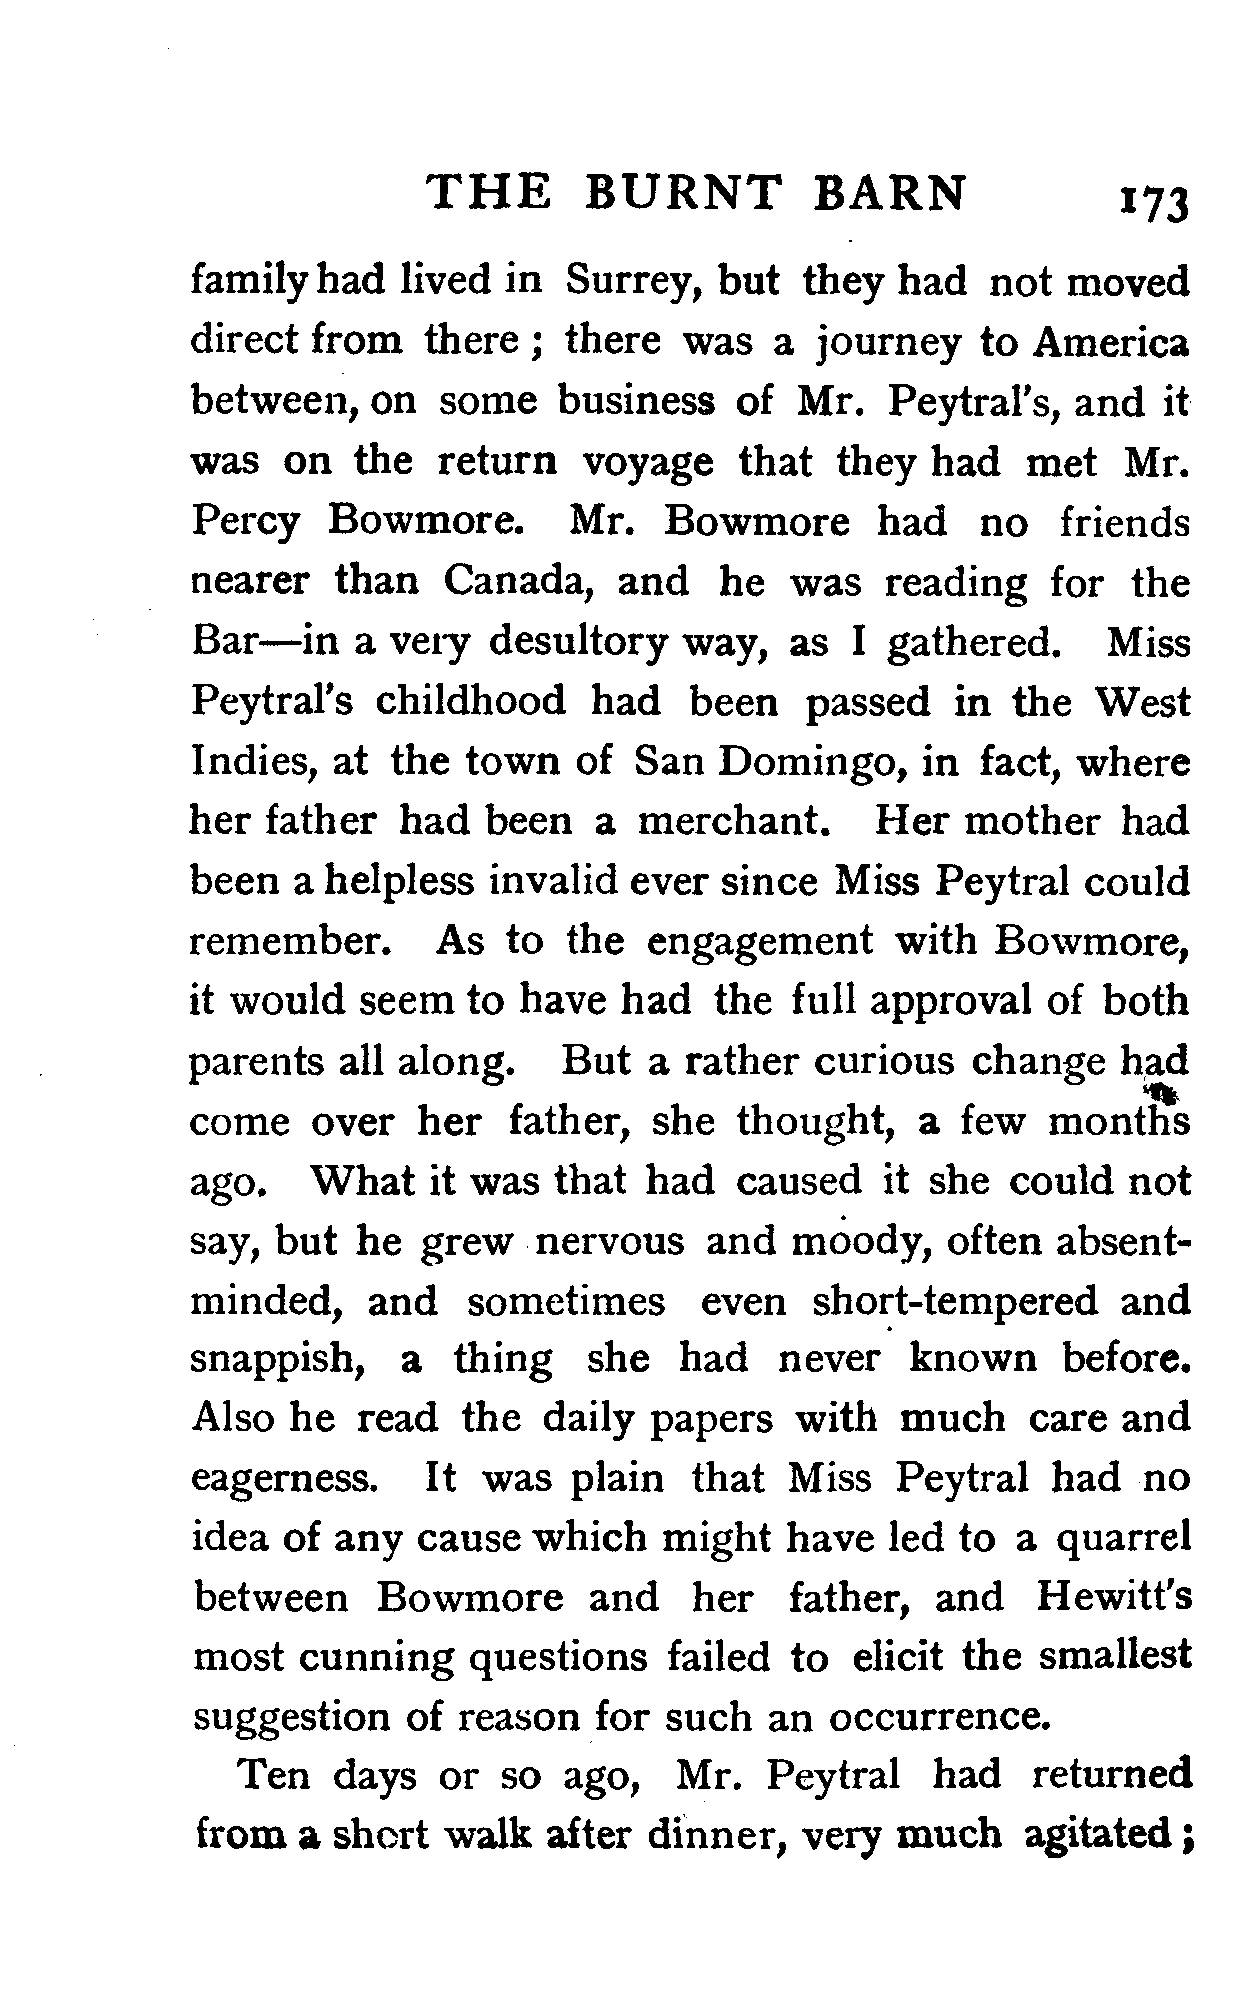 THE BURNT BARN 173
family had lived in Surrey, but they had not moved
direct from there ; there was a journey to America
between, on some business of Mr. Peytral's, and it
was on the return voyage that they had met Mr.
Percy Bowmore. Mr. Bowmore had no friends
nearer than Canada, and he was reading for the
Bar—in a very desultory way, as I gathered. Miss
Peytral's childhood had been passed in the West
Indies, at the town of San Domingo, in fact, where
her father had been a merchant. Her mother had
been a helpless invalid ever since Miss Peytral could
remember. As to the engagement with Bowmore,
it would seem to have had the full approval of both
parents all along. But a rather curious change had
come over her father, she thought, a few months
ago. What it was that had caused it she could not
say, but he grew nervous and moody, often absent-
minded, and sometimes even short-tempered and
snappish, a thing she had never known before.
Also he read the daily papers with much care and
eagerness. It was plain that Miss Peytral had no
idea of any cause which might have led to a quarrel
between Bowmore and her father, and Hewitt's
most cunning questions failed to elicit the smallest
suggestion of reason for such an occurrence.
Ten days or so ago, Mr. Peytral had returned
from a short walk after dinner, very much agitated ;